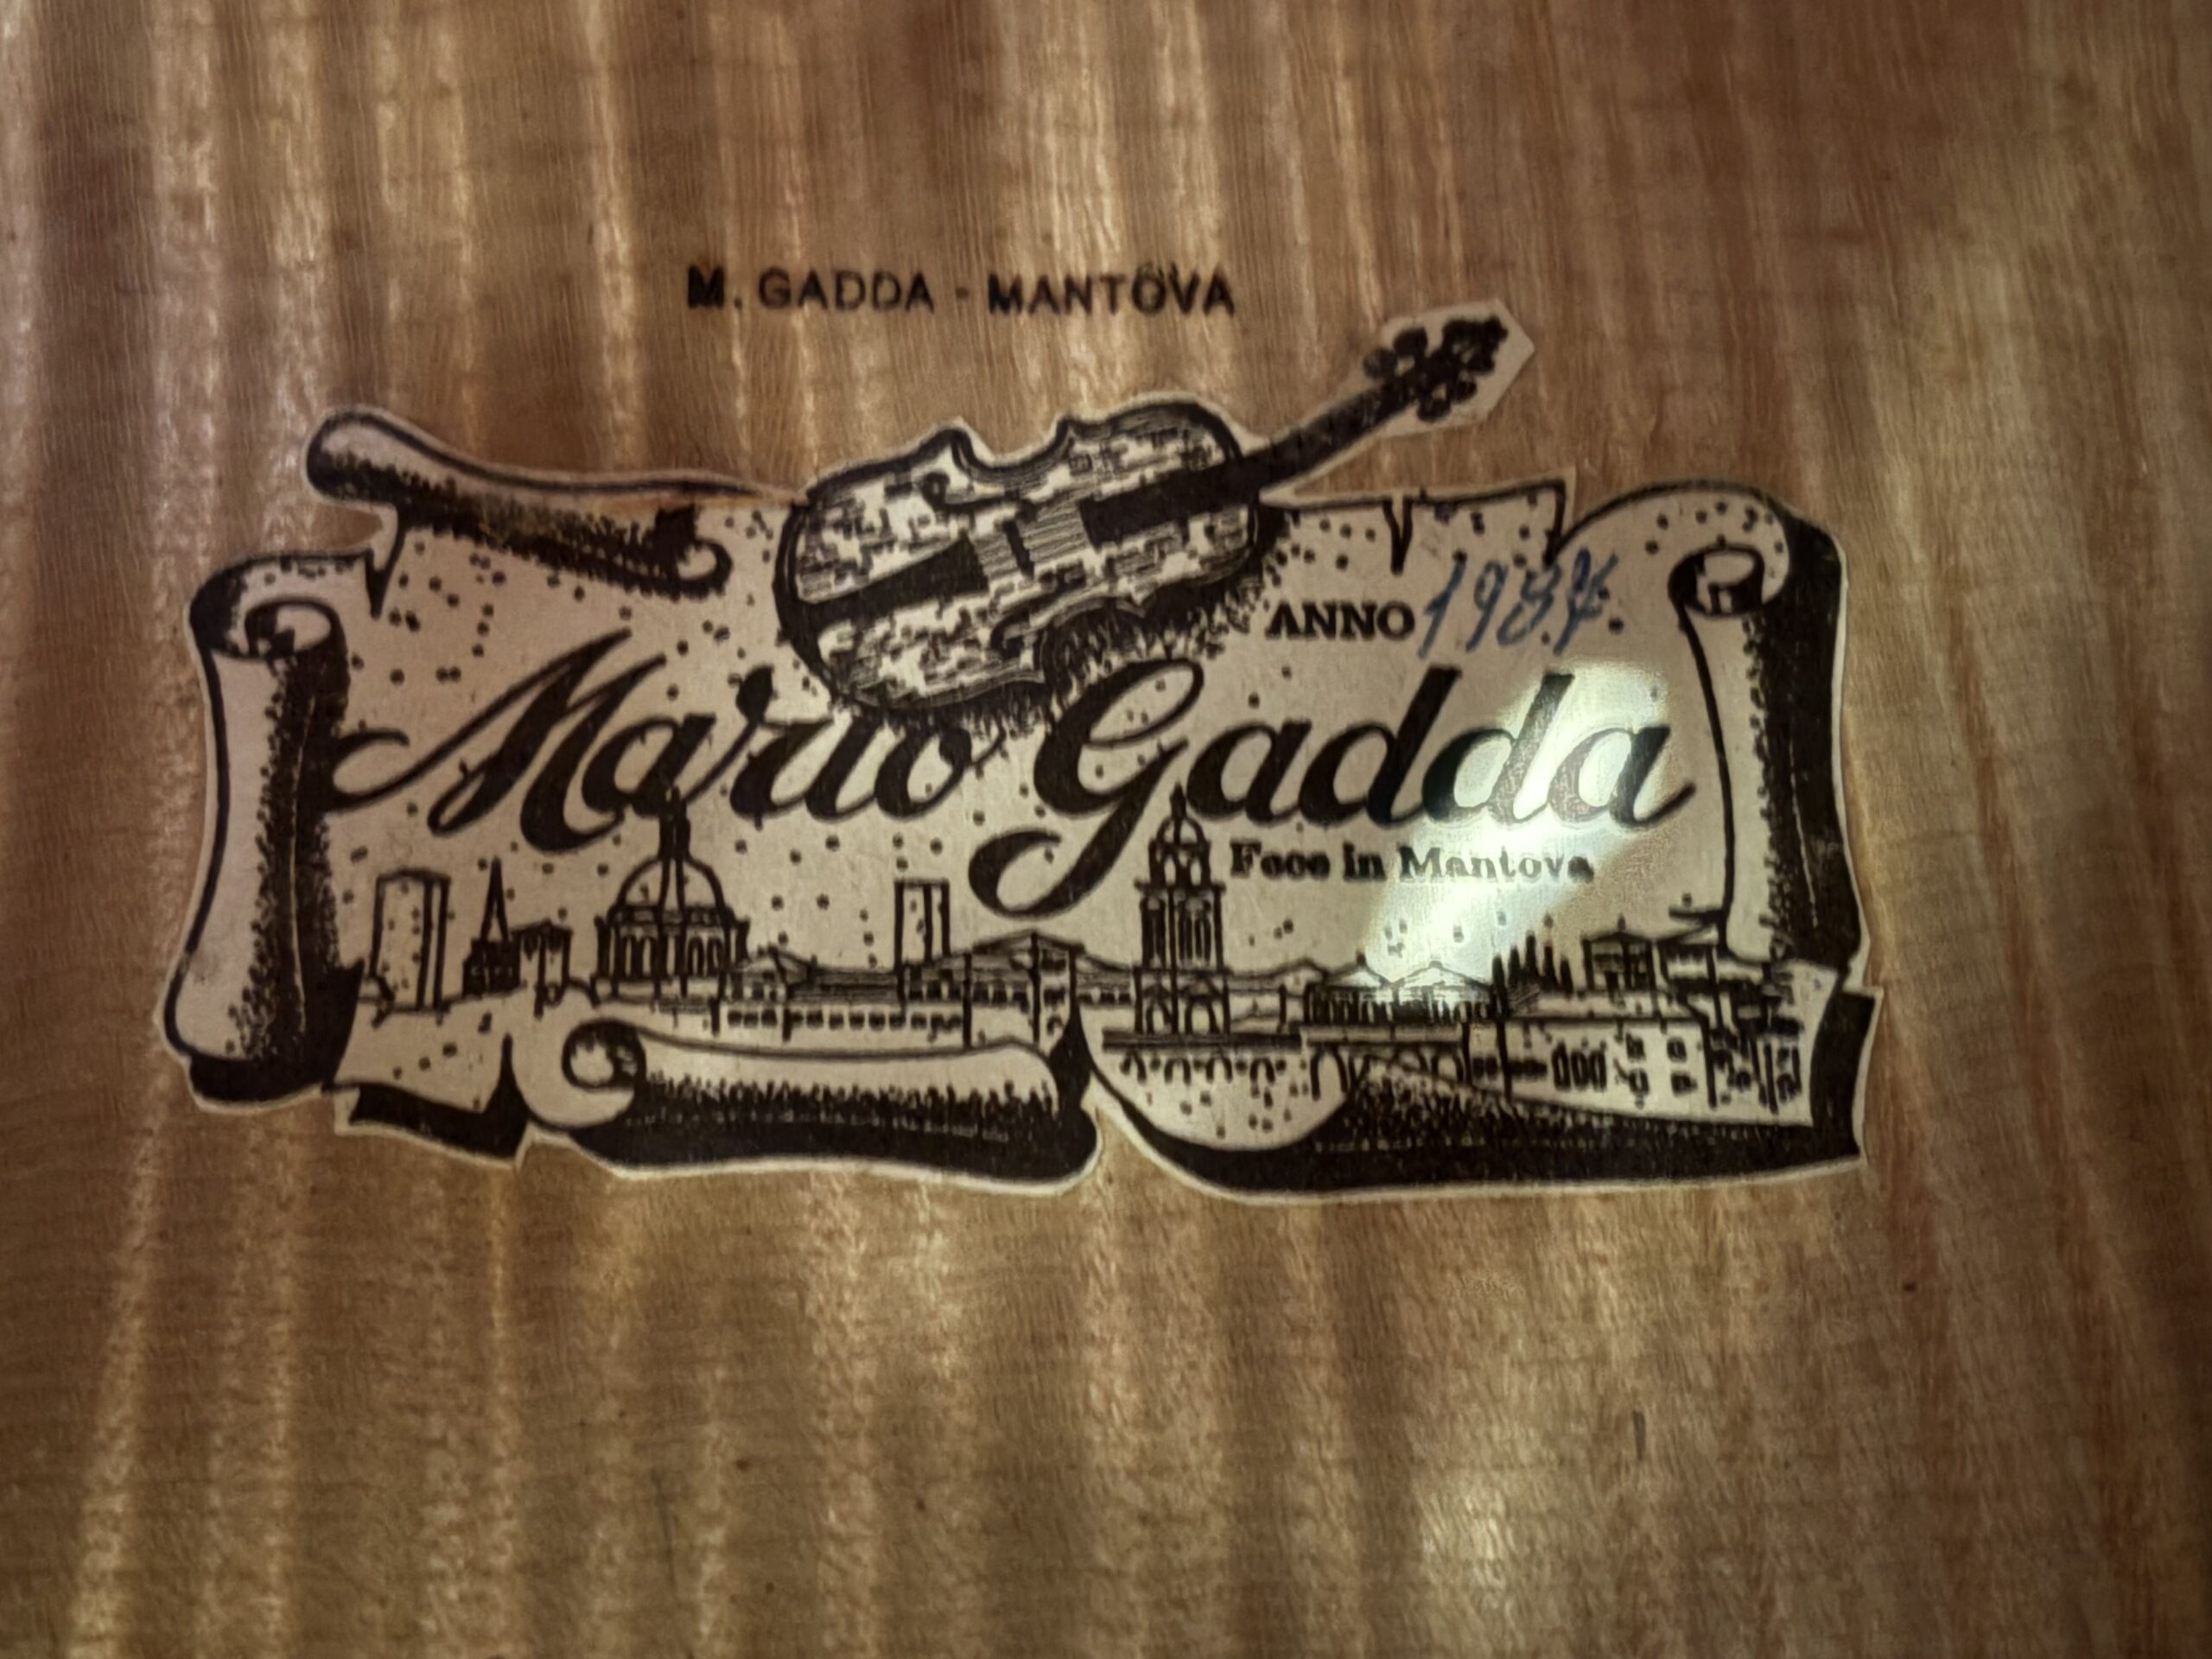 M. GADDA - MANTOVA
ANNO 1984
Mario Gadda
Fece in Mantova